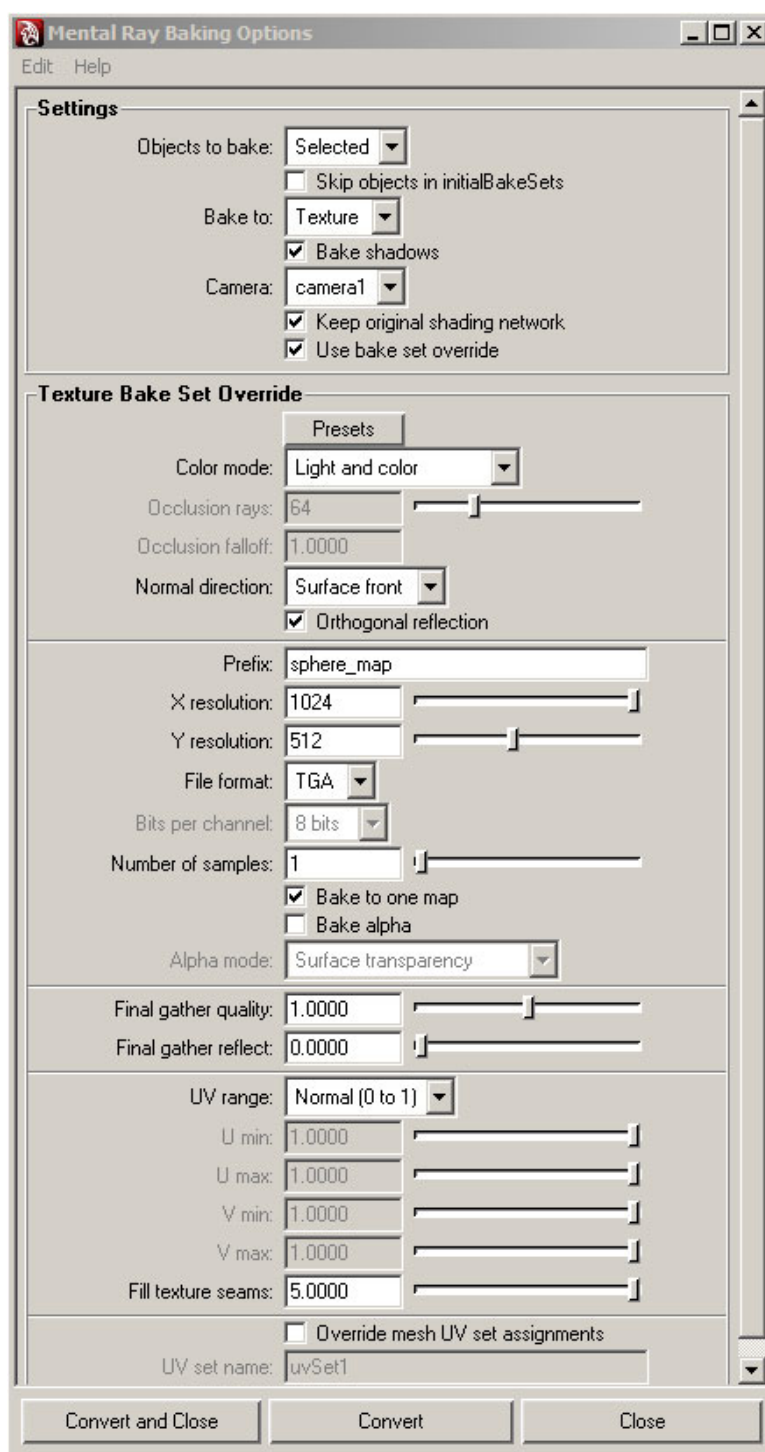 Mental Ray Baking Options
Edit Help
Settings
Objects to bake: Selected
Skip objects in initialBakeSets
Bake to: Texture
Bake shadows
Camera: camera1
Keep original shading network
Use bake set override
Texture Bake Set Override
Presets
Color mode: Light and color
Occlusion rays: 64
Occlusion falloff: 1.0000
Normal direction: Surface front
Orthogonal reflection
Prefix: sphere_map
X resolution: 1024
Y resolution: 512
File format: TGA
Bits per channel: 8 bits
Number of samples: 1
Bake to one map
Bake alpha
Alpha mode: Surface transparency
Final gather quality: 1.0000
Final gather reflect: 0.0000
UV range: Normal (0 to 1)
U min: 1.0000
U max: 1.0000
V min: 1.0000
V max: 1.0000
Fill texture seams: 5.0000
Override mesh UV set assignments
UV set name: uvSet1
Convert and Close Convert Close